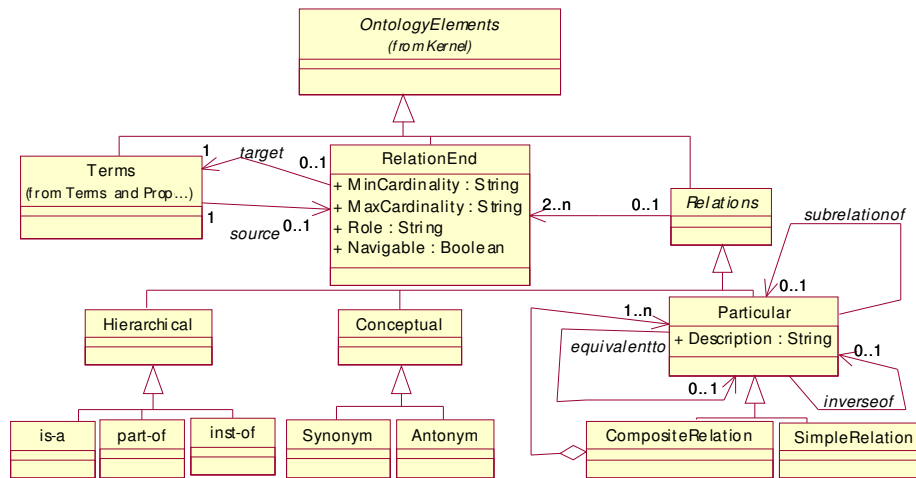 OntologyElements
(from Kernel)
Terms
(from Terms and Prop...)
1
target
0..1
1
source
0..1
RelationEnd
+ MinCardinality : String
+ MaxCardinality : String
+ Role : String
+ Navigable : Boolean
2..n
0..1
Relations
subrelationof
0..1
Hierarchical
Conceptual
1..n
Particular
+ Description : String
equivalentto
0..1
0..1
inverseof
is-a
part-of
inst-of
Synonym
Antonym
CompositeRelation
SimpleRelation